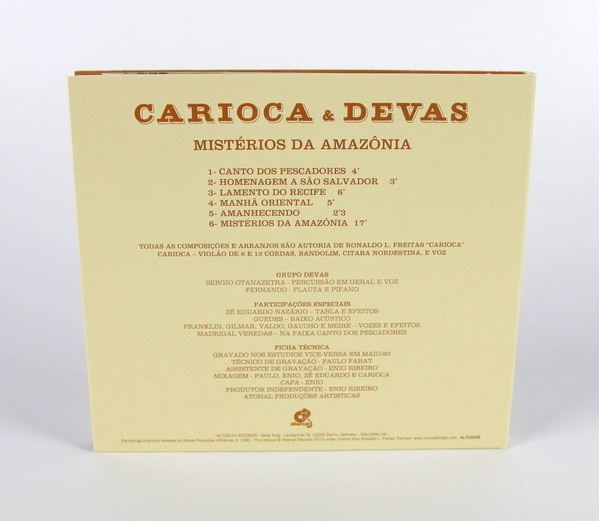 CARIOCA & DEVAS
MISTÉRIOS DA AMAZÔNIA
1- CANTO DOS PESCADORES 4'
2- HOMENAGEM A SÃO SALVADOR 3'
3- LAMENTO DO RECIFE 6'
4- MANHÃ ORIENTAL 5'
5- AMANHECENDO 2'3
6- MISTÉRIOS DA AMAZÔNIA 17'
TODAS AS COMPOSIÇÕES E ARRANJOS SÃO AUTORIA DE RONALDO L. FREITAS "CARIOCA"
CARIOCA – VIOLÃO DE 6 E 12 CORDAS, BANDOLIM, CITARA NORDESTINA, E VOZ
GRUPO DEVAS
SERGIO OTANAZETRA - PERCUSSÃO EM GERAL E VOZ
FERNANDO - FLAUTA E PIFANO
PARTICIPAÇÕES ESPECIAIS
ZÉ EDUARDO NAZÁRIO – TABLA E EFEITOS
GUEDES – BAIXO ACÚSTICO
FRANKLIN, GILMAR, VALDO, GAUCHO E MEIRE - VOZES E EFEITOS
MADRIGAL VEREDAS – NA FAIXA CANTO DOS PESCADORES
FICHA TÉCNICA
GRAVADO NOS ESTUDIOS VICE-VERSA EM MAIO/80
TÉCNICO DE GRAVAÇÃO - PAULO FARAT
ASSISTENTE DE GRAVAÇÃO - ENIO RIBEIRO
MIXAGEM - PAULO, ENIO, ZÉ EDUARDO E CARIOCA
CAPA - ENIO
PRODUTOR INDEPENDENTE - ENIO RIBEIRO
ATONAL PRODUÇÕES ARTISTICAS
altercat
ALTERCAT RECORDS
Berlin, Germany